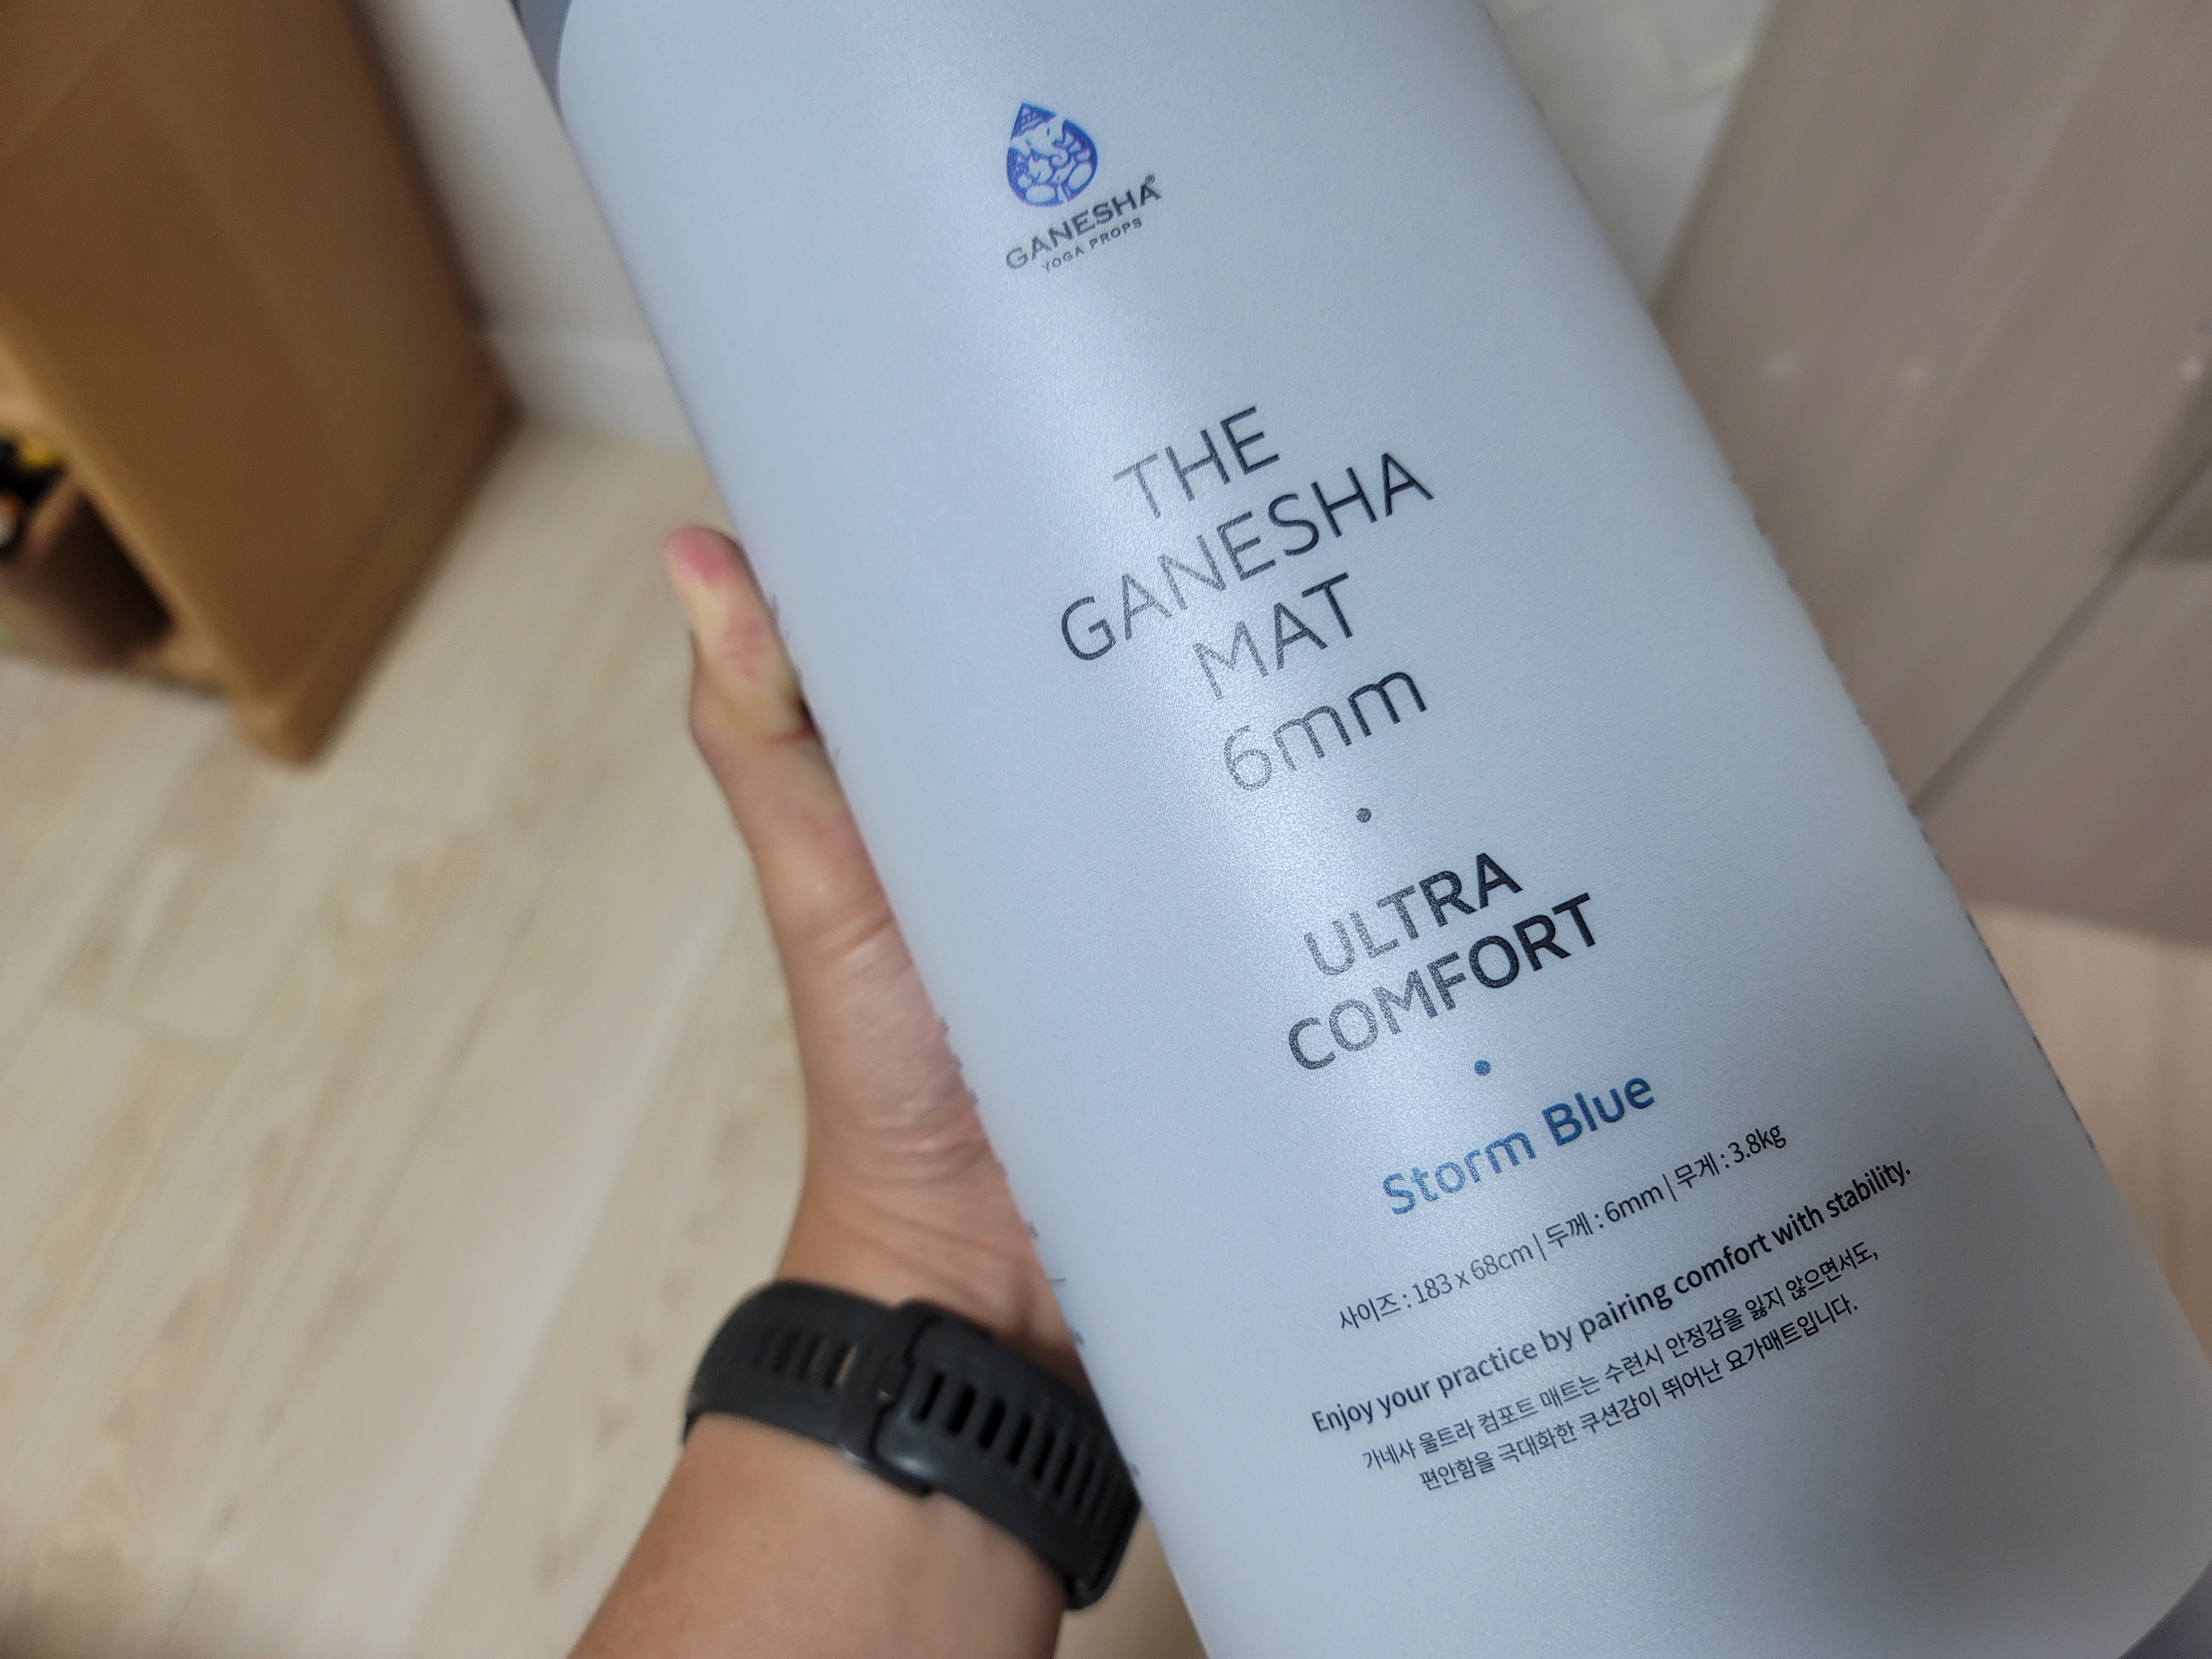 GANESHA®
YOGA PROPS
THE
GANESHA
MAT
6mm
•
ULTRA
COMFORT
•
Storm Blue
사이즈 : 183 x 68cm | 두께 : 6mm | 무게 : 3.8kg
Enjoy your practice by pairing comfort with stability.
가네샤 울트라 컴포트 매트는 수련시 안정감을 잃지 않으면서도,
편안함을 극대화한 쿠션감이 뛰어난 요가매트입니다.